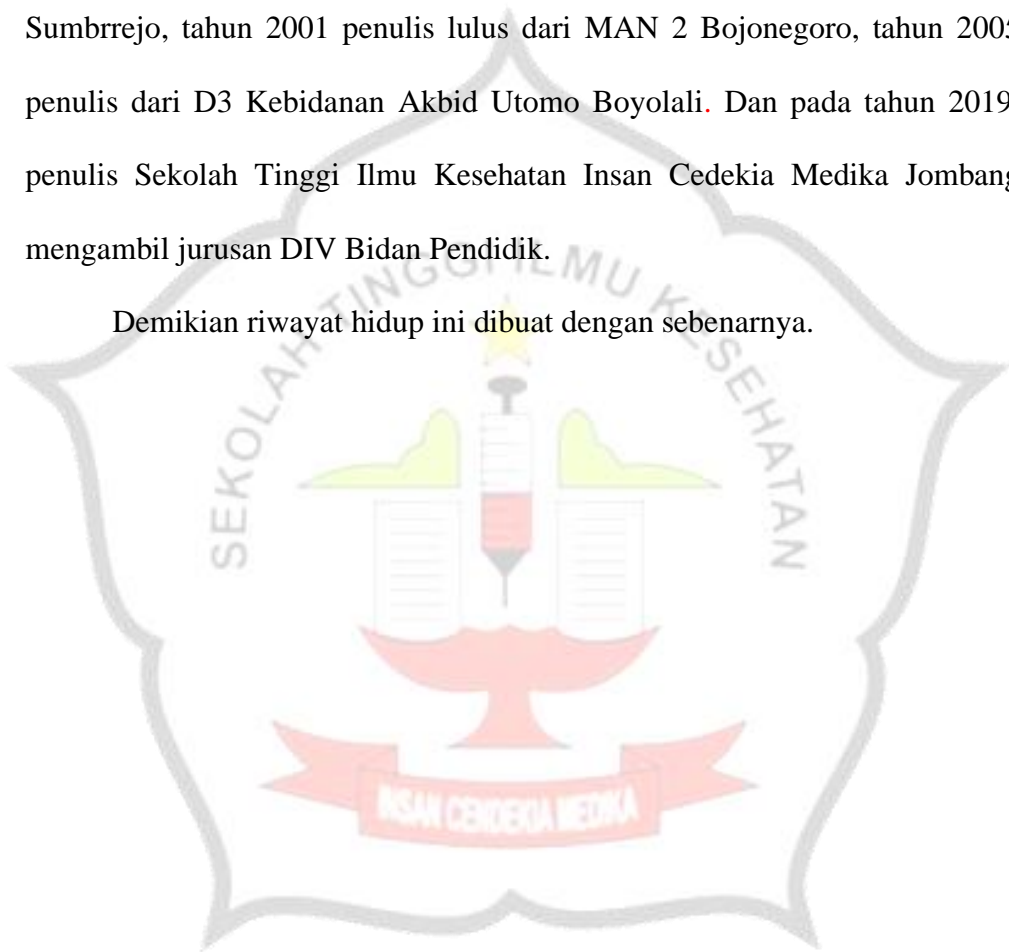 Sumbrrejo, tahun 2001 penulis lulus dari MAN 2 Bojonegoro, tahun 2005
penulis dari D3 Kebidanan Akbid Utomo Boyolali. Dan pada tahun 2019
penulis Sekolah Tinggi Ilmu Kesehatan Insan Cedekia Medika Jombang
mengambil jurusan DIV Bidan Pendidik.
Demikian riwayat hidup ini dibuat dengan sebenarnya.
SEKOLAH TINGGI ILMU KESEHATAN
INSAN CENDEKIA MEDIKA